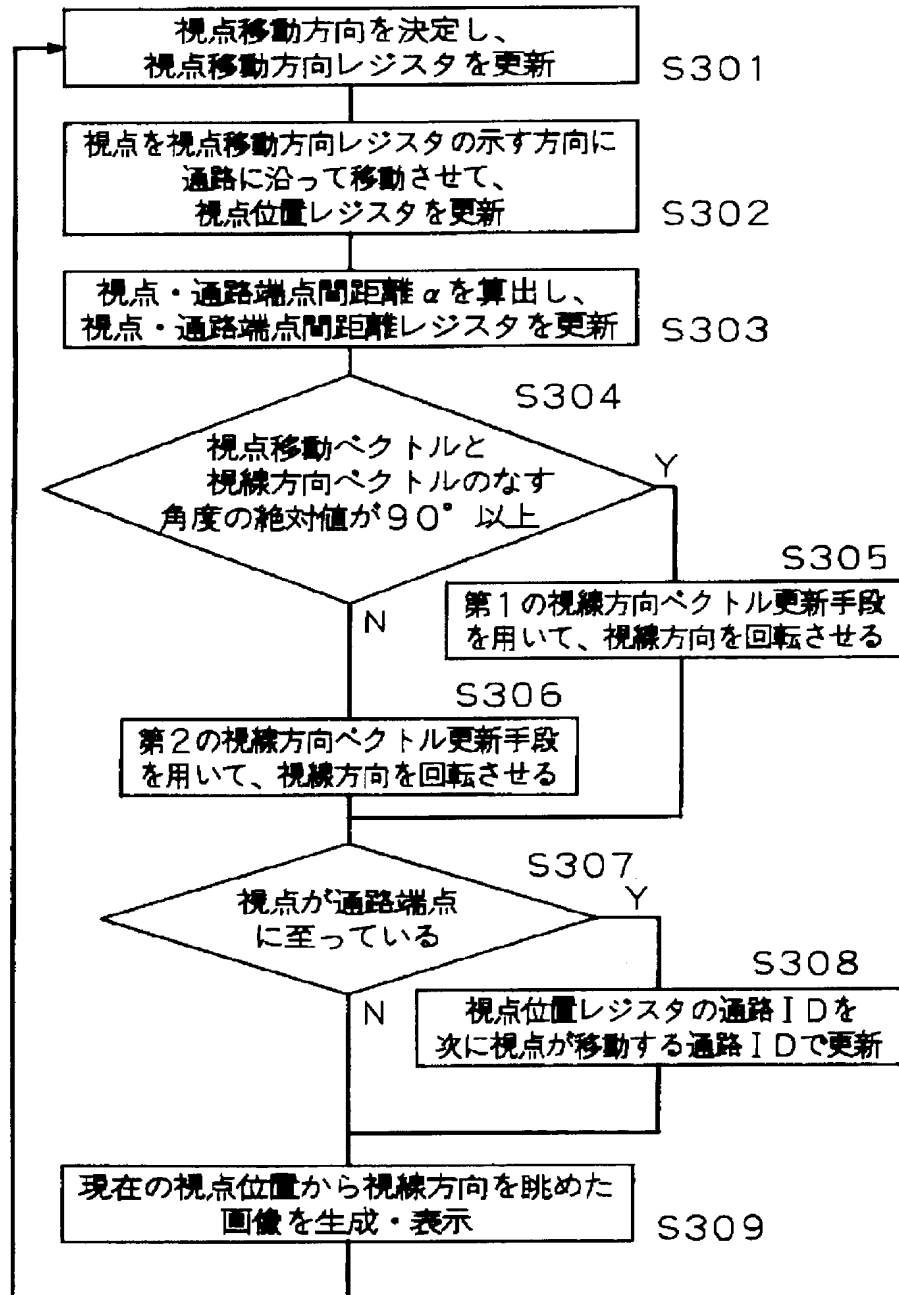 視点移動方向を決定し、
視点移動方向レジスタを更新
S301
視点を視点移動方向レジスタの示す方向に
通路に沿って移動させて、
視点位置レジスタを更新
S302
視点・通路端点間距離αを算出し、
視点・通路端点間距離レジスタを更新
S303
S304
視点移動ベクトルと
視線方向ベクトルのなす
角度の絶対値が90°以上
Y
N
S305
第1の視線方向ベクトル更新手段
を用いて、視線方向を回転させる
S306
第2の視線方向ベクトル更新手段
を用いて、視線方向を回転させる
S307
視点が通路端点
に至っている
Y
N
S308
視点位置レジスタの通路IDを
次に視点が移動する通路IDで更新
現在の視点位置から視線方向を眺めた
画像を生成・表示
S309